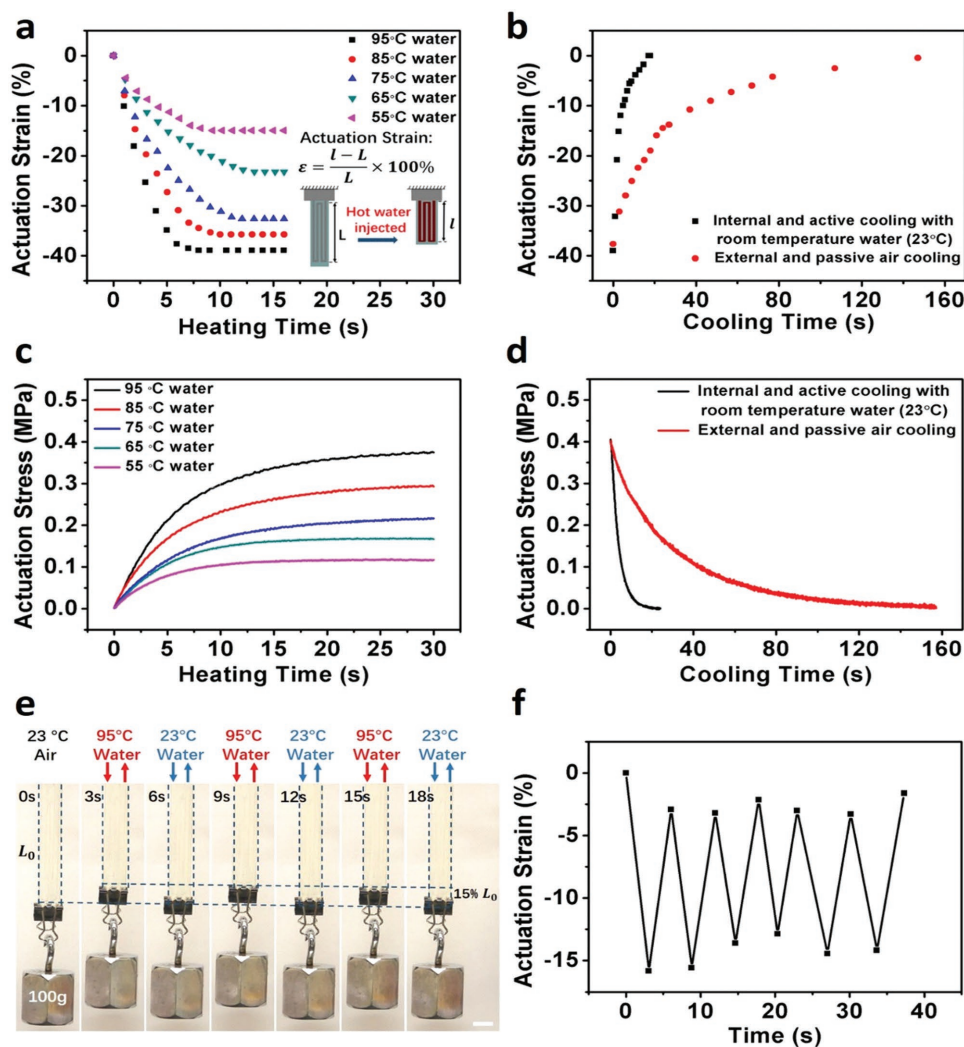 a
Actuation Strain (%)
0
-10
-20
-30
-40
95°C water
85°C water
75°C water
65°C water
55°C water
Actuation Strain:
ε = l − L / L × 100%
L
Hot water
injected
l
0 5 10 15 20 25 30
Heating Time (s)
b
Actuation Strain (%)
0
-10
-20
-30
-40
Internal and active cooling with
room temperature water (23°C)
External and passive air cooling
0 40 80 120 160
Cooling Time (s)
c
Actuation Stress (MPa)
0.5
0.4
0.3
0.2
0.1
0.0
95 °C water
85 °C water
75 °C water
65 °C water
55 °C water
0 5 10 15 20 25 30
Heating Time (s)
d
Actuation Stress (MPa)
0.5
0.4
0.3
0.2
0.1
0.0
Internal and active cooling with
room temperature water (23°C)
External and passive air cooling
0 40 80 120 160
Cooling Time (s)
e
23 °C 95°C 23°C 95°C 23°C 95°C 23°C
Air Water Water Water Water Water Water
0s 3s 6s 9s 12s 15s 18s
L₀
15% L₀
100g
f
Actuation Strain (%)
0
-5
-10
-15
0 10 20 30 40
Time (s)